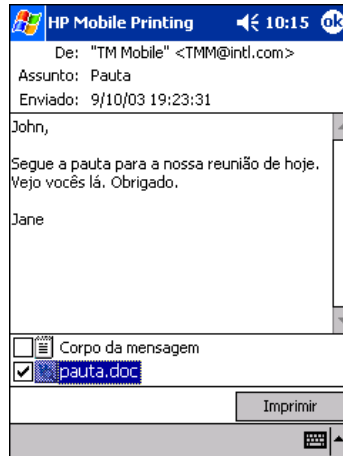 HP Mobile Printing 10:15 ok
De: "TM Mobile" <TMM@intl.com>
Assunto: Pauta
Enviado: 9/10/03 19:23:31
John,
Segue a pauta para a nossa reunião de hoje.
Vejo vocês lá. Obrigado.
Jane
Corpo da mensagem
pauta.doc
Imprimir